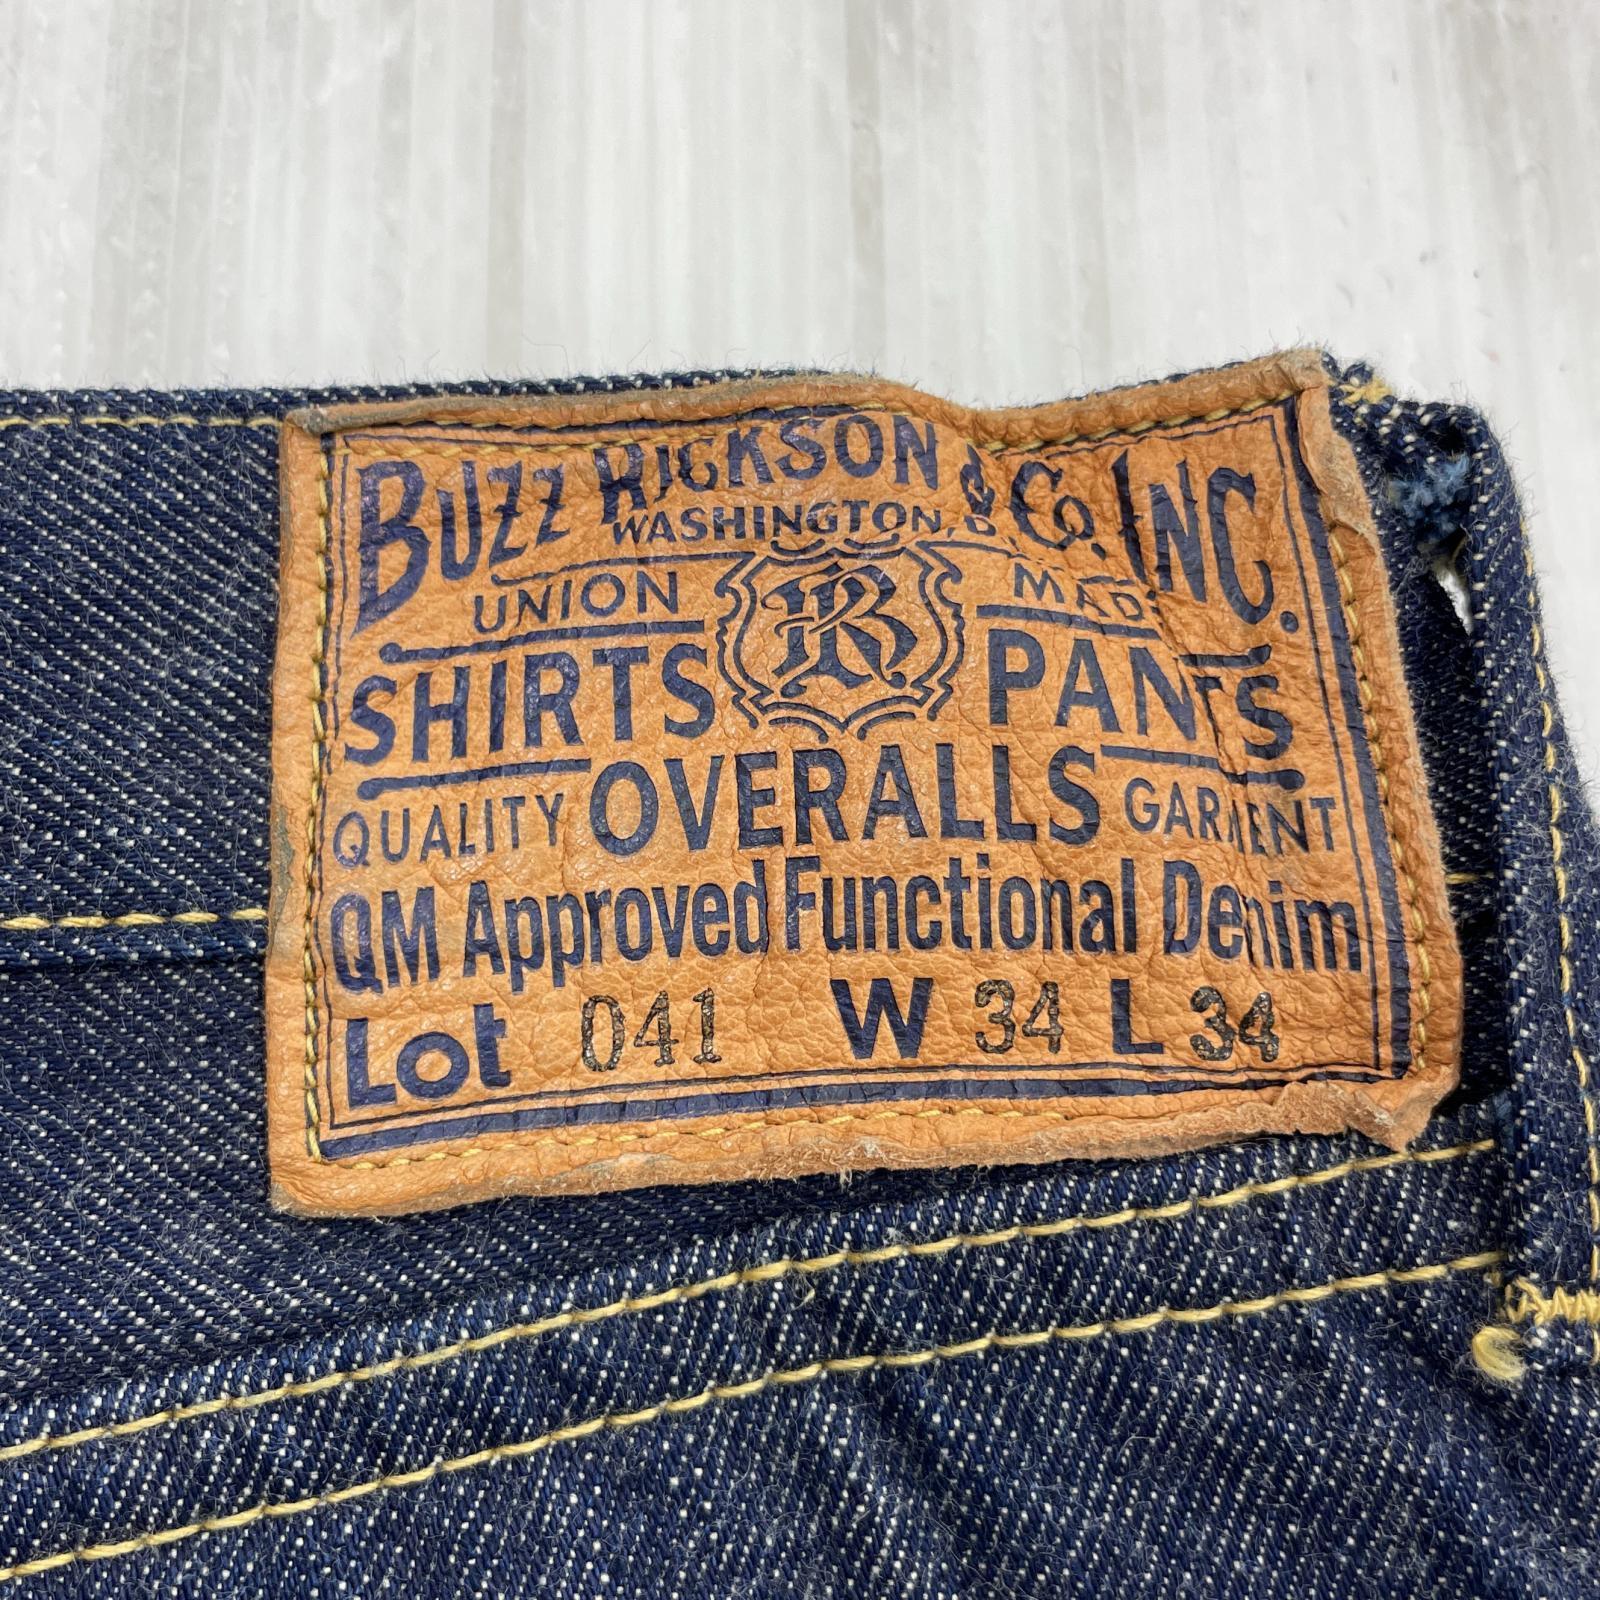 BUZZ RICKSON & Co. INC.
WASHINGTON, D.
UNION MADE
BR
SHIRTS PANTS
QUALITY OVERALLS GARMENT
QM Approved Functional Denim
Lot 041 W 34 L 34